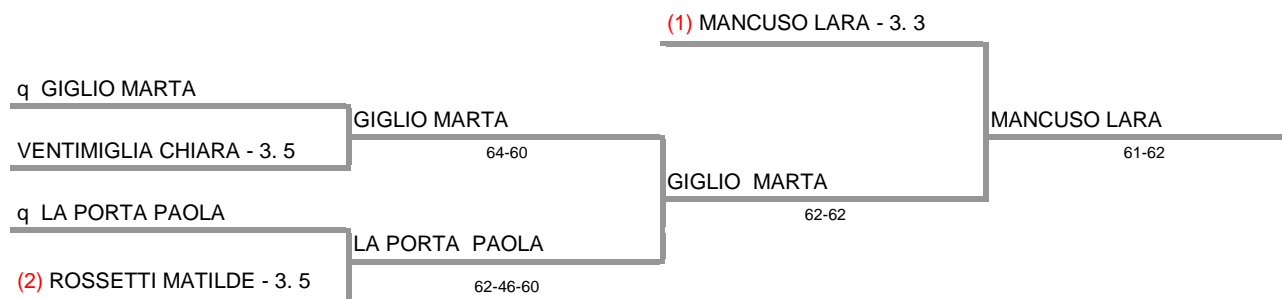 (1) MANCUSO LARA - 3. 3
q GIGLIO MARTA
GIGLIO MARTA
MANCUSO LARA
VENTIMIGLIA CHIARA - 3. 5
64-60
61-62
GIGLIO MARTA
q LA PORTA PAOLA
62-62
LA PORTA PAOLA
(2) ROSSETTI MATILDE - 3. 5
62-46-60